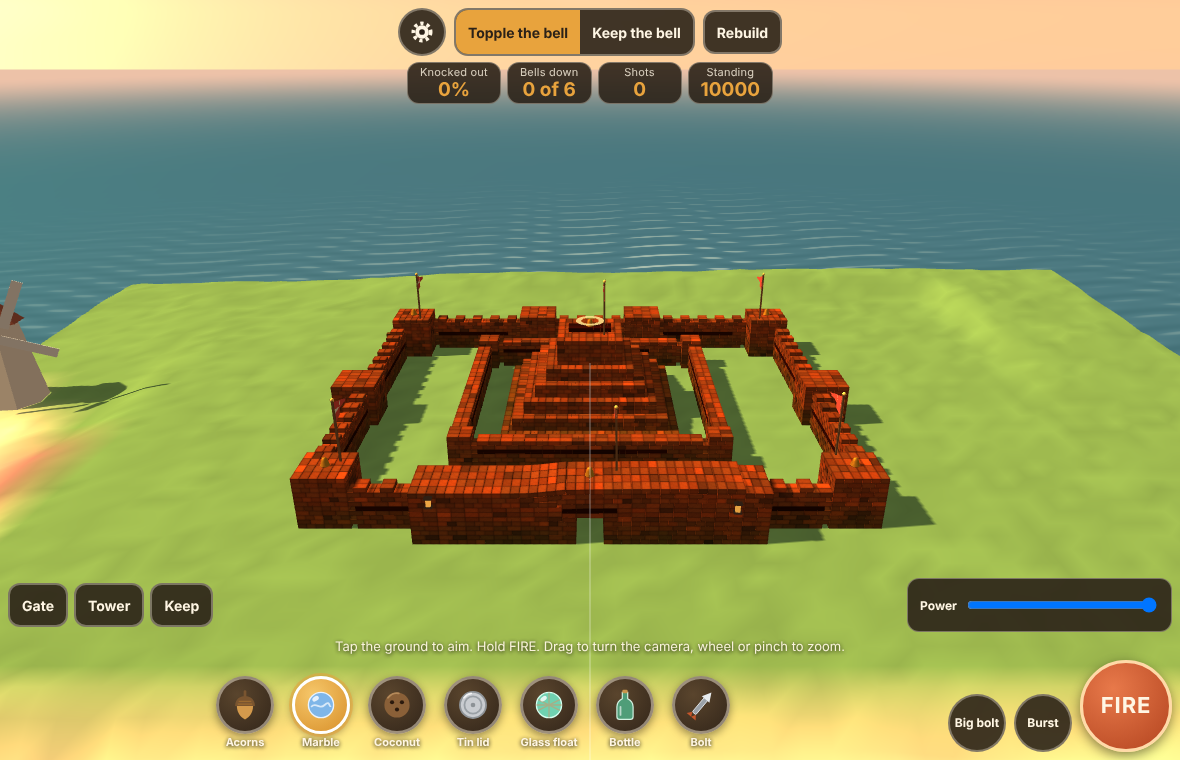 Topple the bell
Keep the bell
Rebuild
Knocked out
0%
Bells down
0 of 6
Shots
0
Standing
10000
Gate
Tower
Keep
Power
Tap the ground to aim. Hold FIRE. Drag to turn the camera, wheel or pinch to zoom.
Acorns
Marble
Coconut
Tin lid
Glass float
Bottle
Bolt
Big bolt
Burst
FIRE